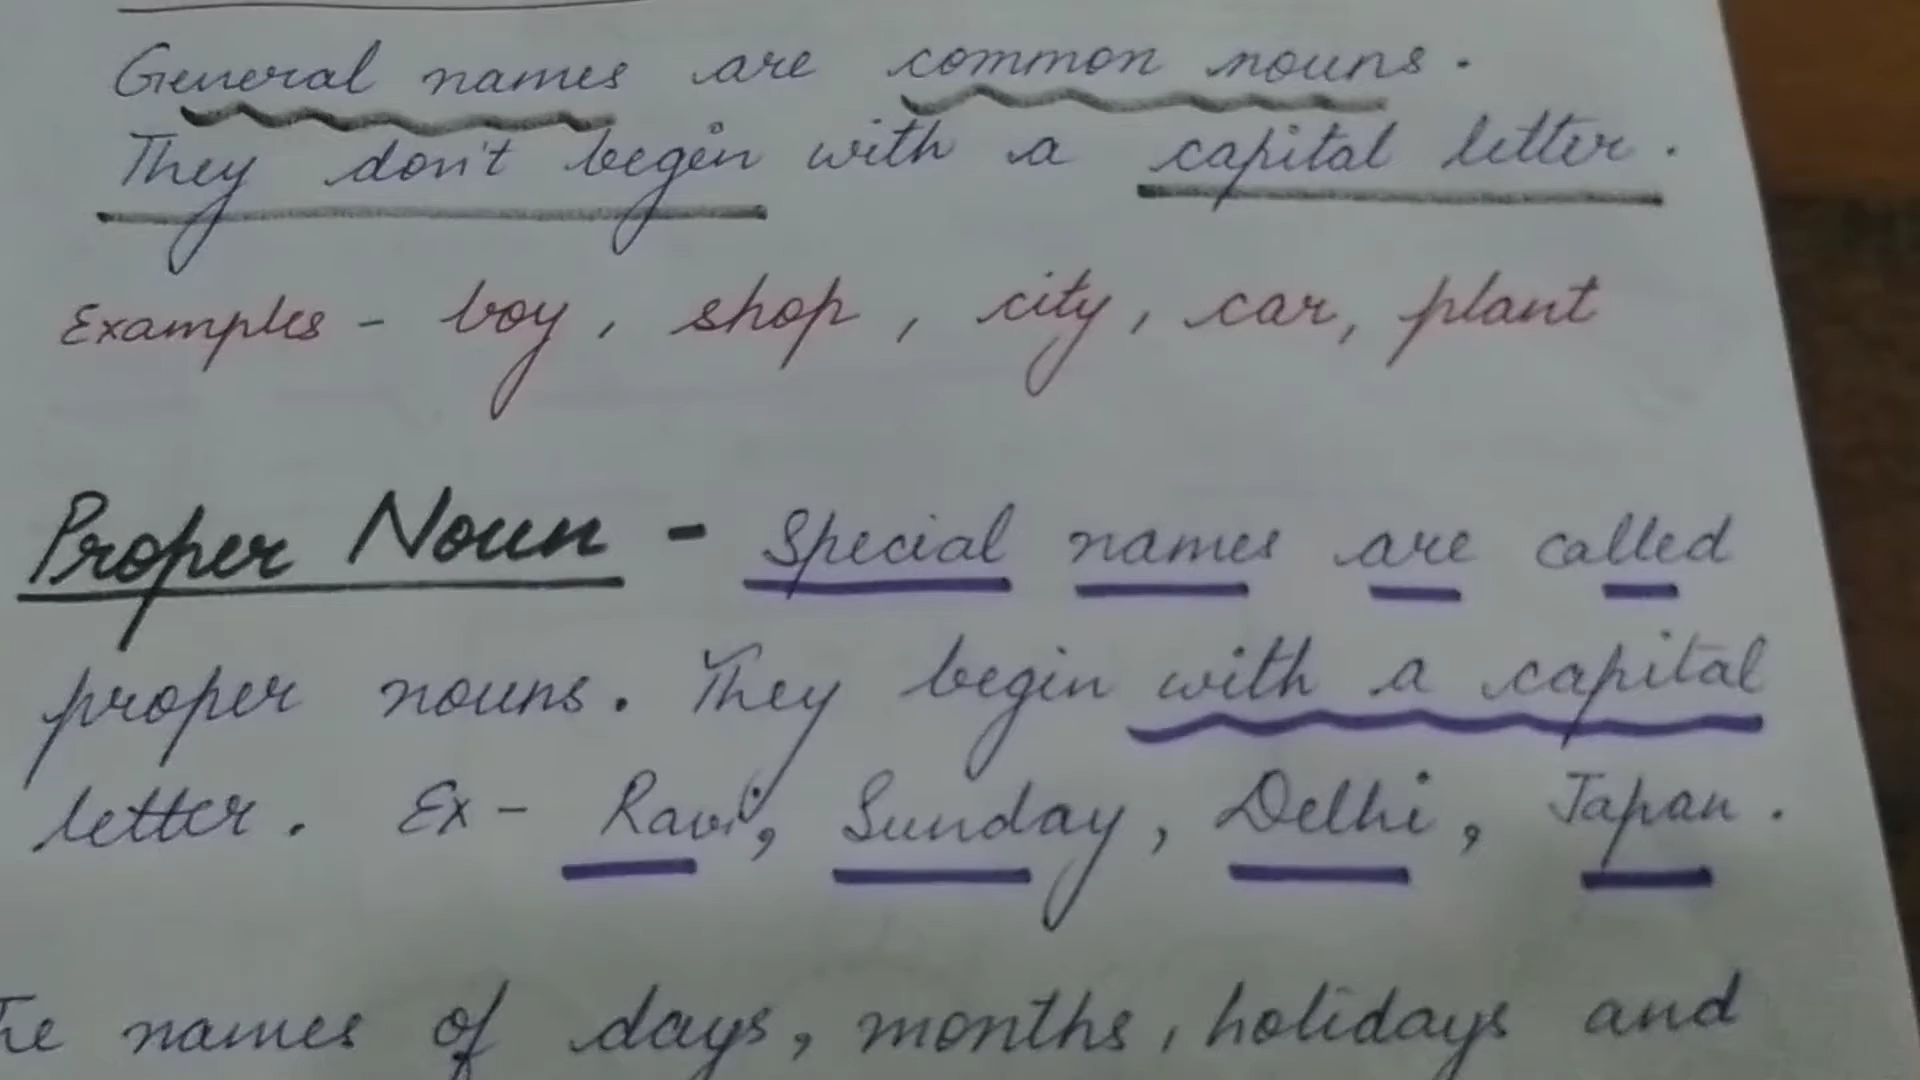 General names are common nouns.
They don't begin with a capital letter.
Examples - boy, shop, city, car, plant
Proper Noun - Special names are called
proper nouns. They begin with a capital
letter. Ex - Ravi, Sunday, Delhi, Japan.
The names of days, months, holidays and